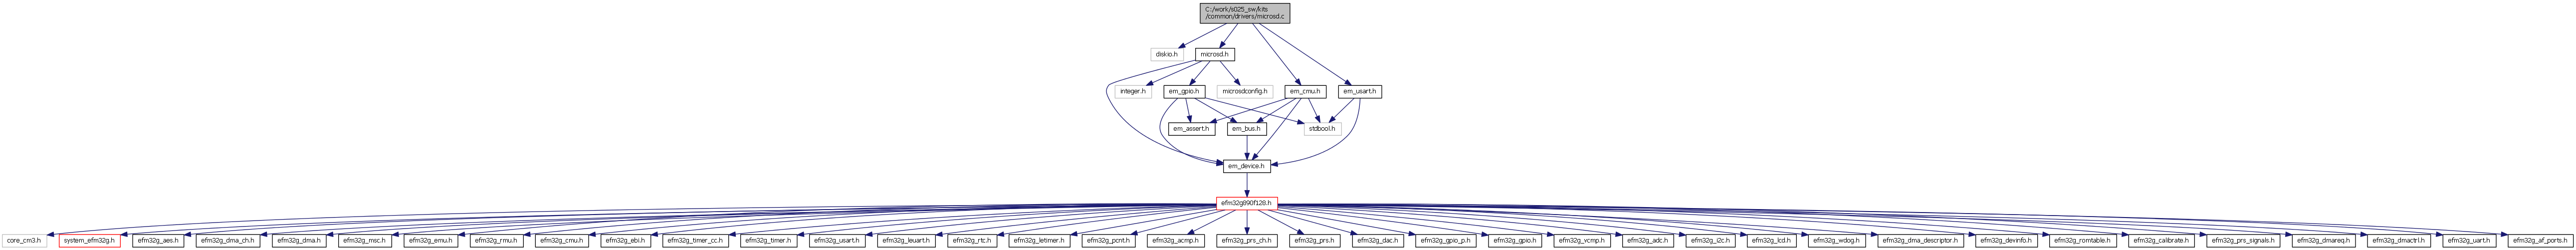 C:/work/s025_sw/kits
/common/drivers/microsd.c
diskio.h
microsd.h
integer.h
em_gpio.h
microsdconfig.h
em_cmu.h
em_usart.h
em_assert.h
em_bus.h
stdbool.h
em_device.h
efm32g890f128.h
core_cm3.h
system_efm32g.h
efm32g_aes.h
efm32g_dma_ch.h
efm32g_dma.h
efm32g_msc.h
efm32g_emu.h
efm32g_rmu.h
efm32g_cmu.h
efm32g_ebi.h
efm32g_timer_cc.h
efm32g_timer.h
efm32g_usart.h
efm32g_leuart.h
efm32g_rtc.h
efm32g_letimer.h
efm32g_pcnt.h
efm32g_acmp.h
efm32g_prs_ch.h
efm32g_prs.h
efm32g_dac.h
efm32g_gpio_p.h
efm32g_gpio.h
efm32g_vcmp.h
efm32g_adc.h
efm32g_i2c.h
efm32g_lcd.h
efm32g_wdog.h
efm32g_dma_descriptor.h
efm32g_devinfo.h
efm32g_romtable.h
efm32g_calibrate.h
efm32g_prs_signals.h
efm32g_dmareq.h
efm32g_dmactrl.h
efm32g_uart.h
efm32g_af_ports.h